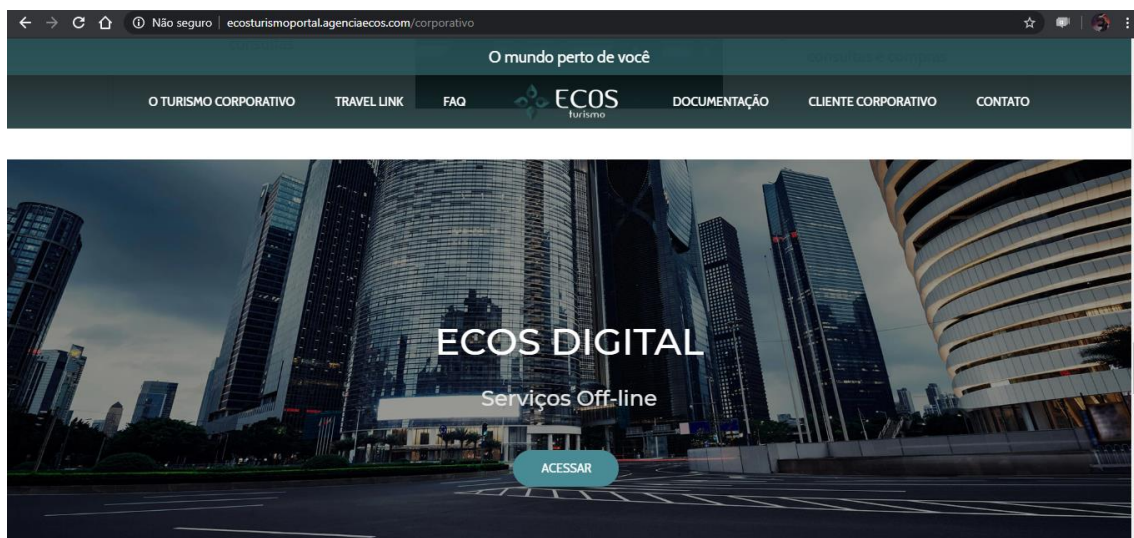 Não seguro | ecosturismoportal.agenciaecos.com/corporativo
O mundo perto de você
O TURISMO CORPORATIVO TRAVEL LINK FAQ ECOS turismo DOCUMENTAÇÃO CLIENTE CORPORATIVO CONTATO
ECOS DIGITAL
Serviços Off-line
ACESSAR